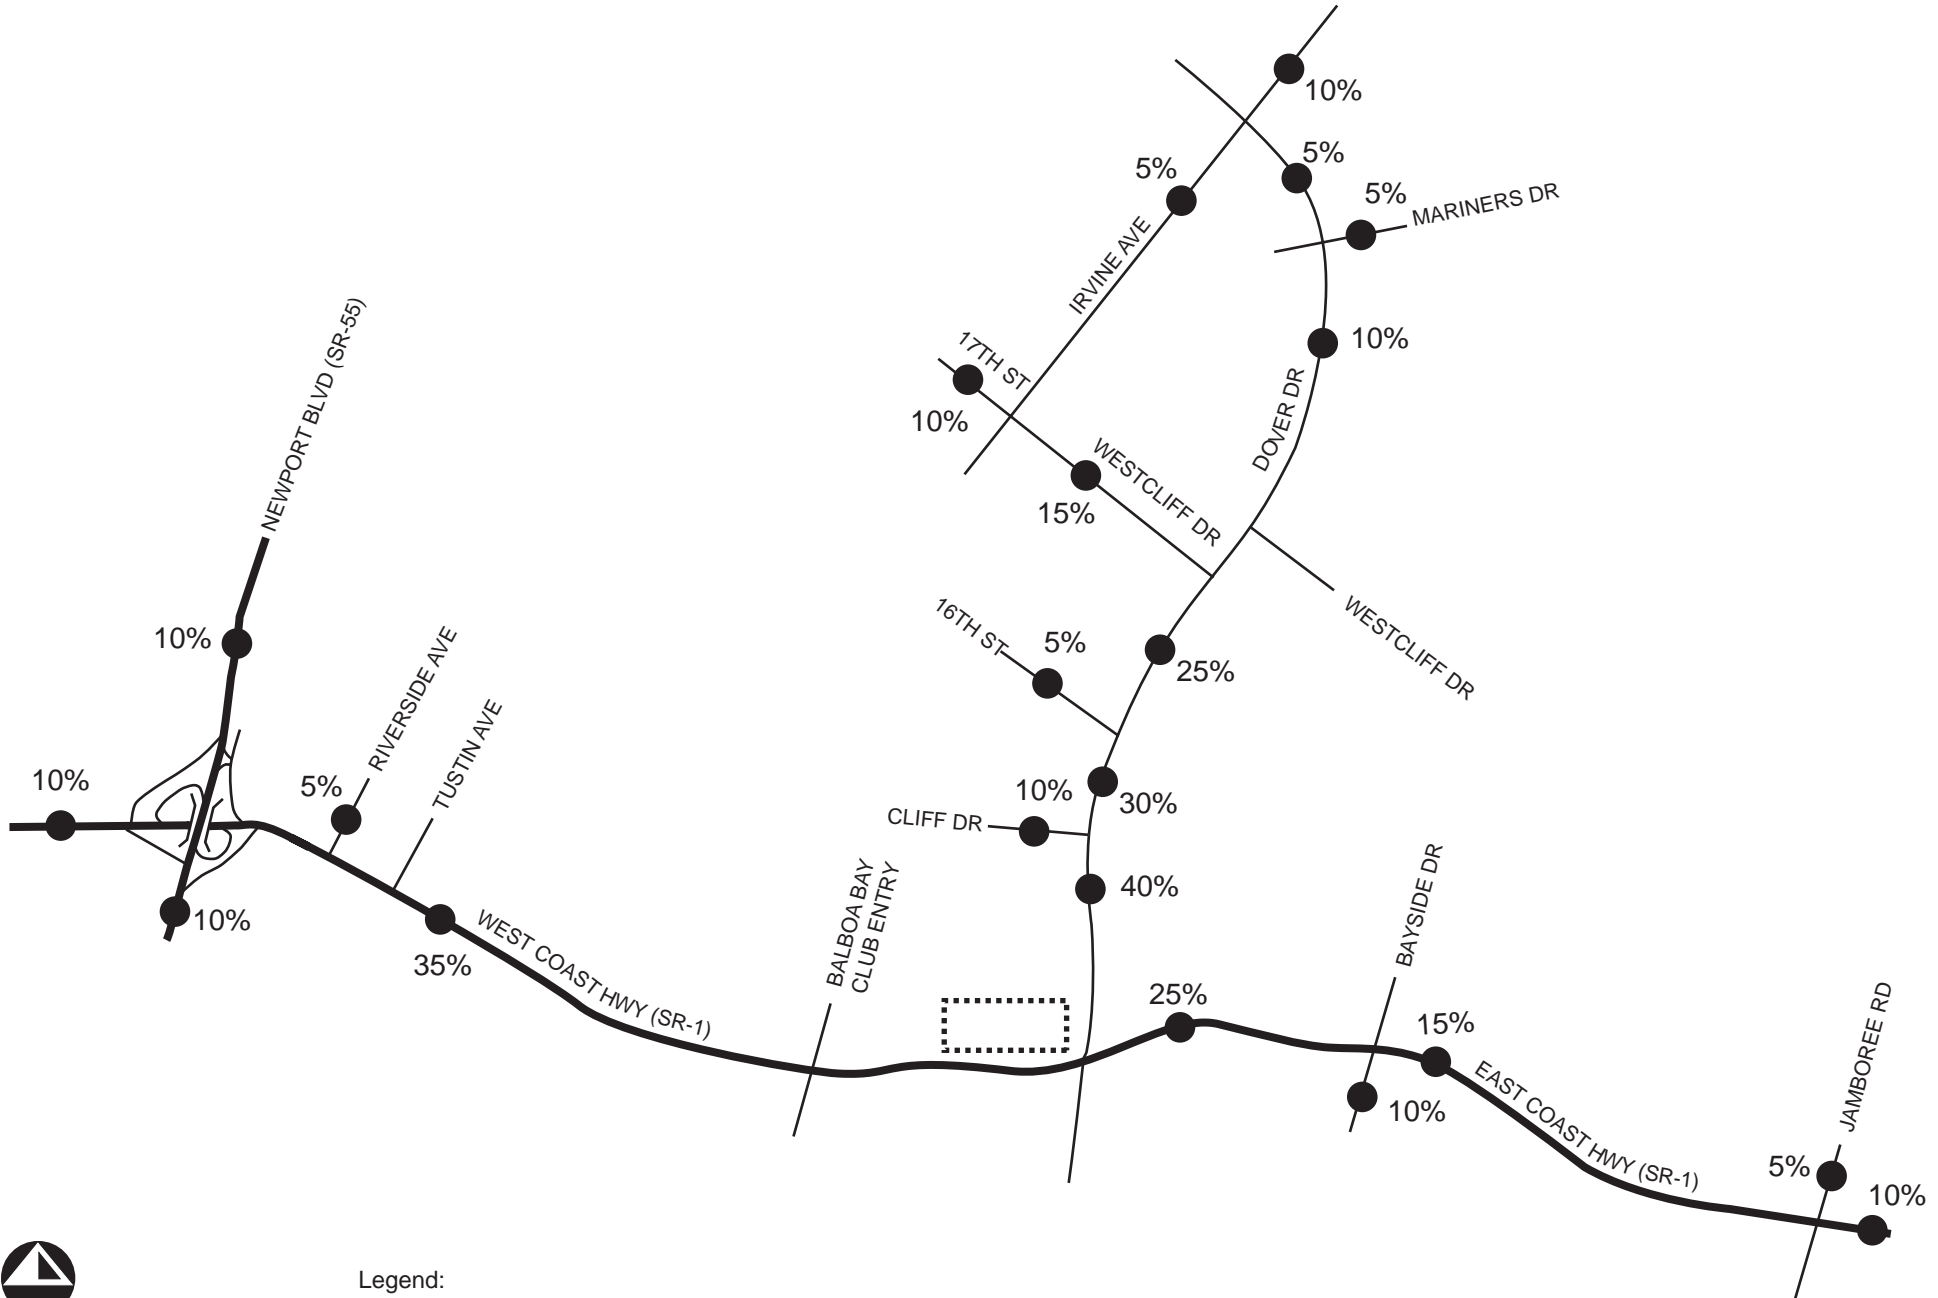 10%
5%
5%
5%
MARINERS DR
IRVINE AVE
NEWPORT BLVD (SR-55)
17TH ST
10%
10%
DOVER DR
WESTCLIFF DR
15%
16TH ST
5%
WESTCLIFF DR
25%
10%
RIVERSIDE AVE
TUSTIN AVE
10%
5%
10%
30%
CLIFF DR
40%
10%
35%
WEST COAST HWY (SR-1)
BALBOA BAY
CLUB ENTRY
BAYSIDE DR
25%
15%
10%
EAST COAST HWY (SR-1)
JAMBOREE RD
5%
10%
Legend: